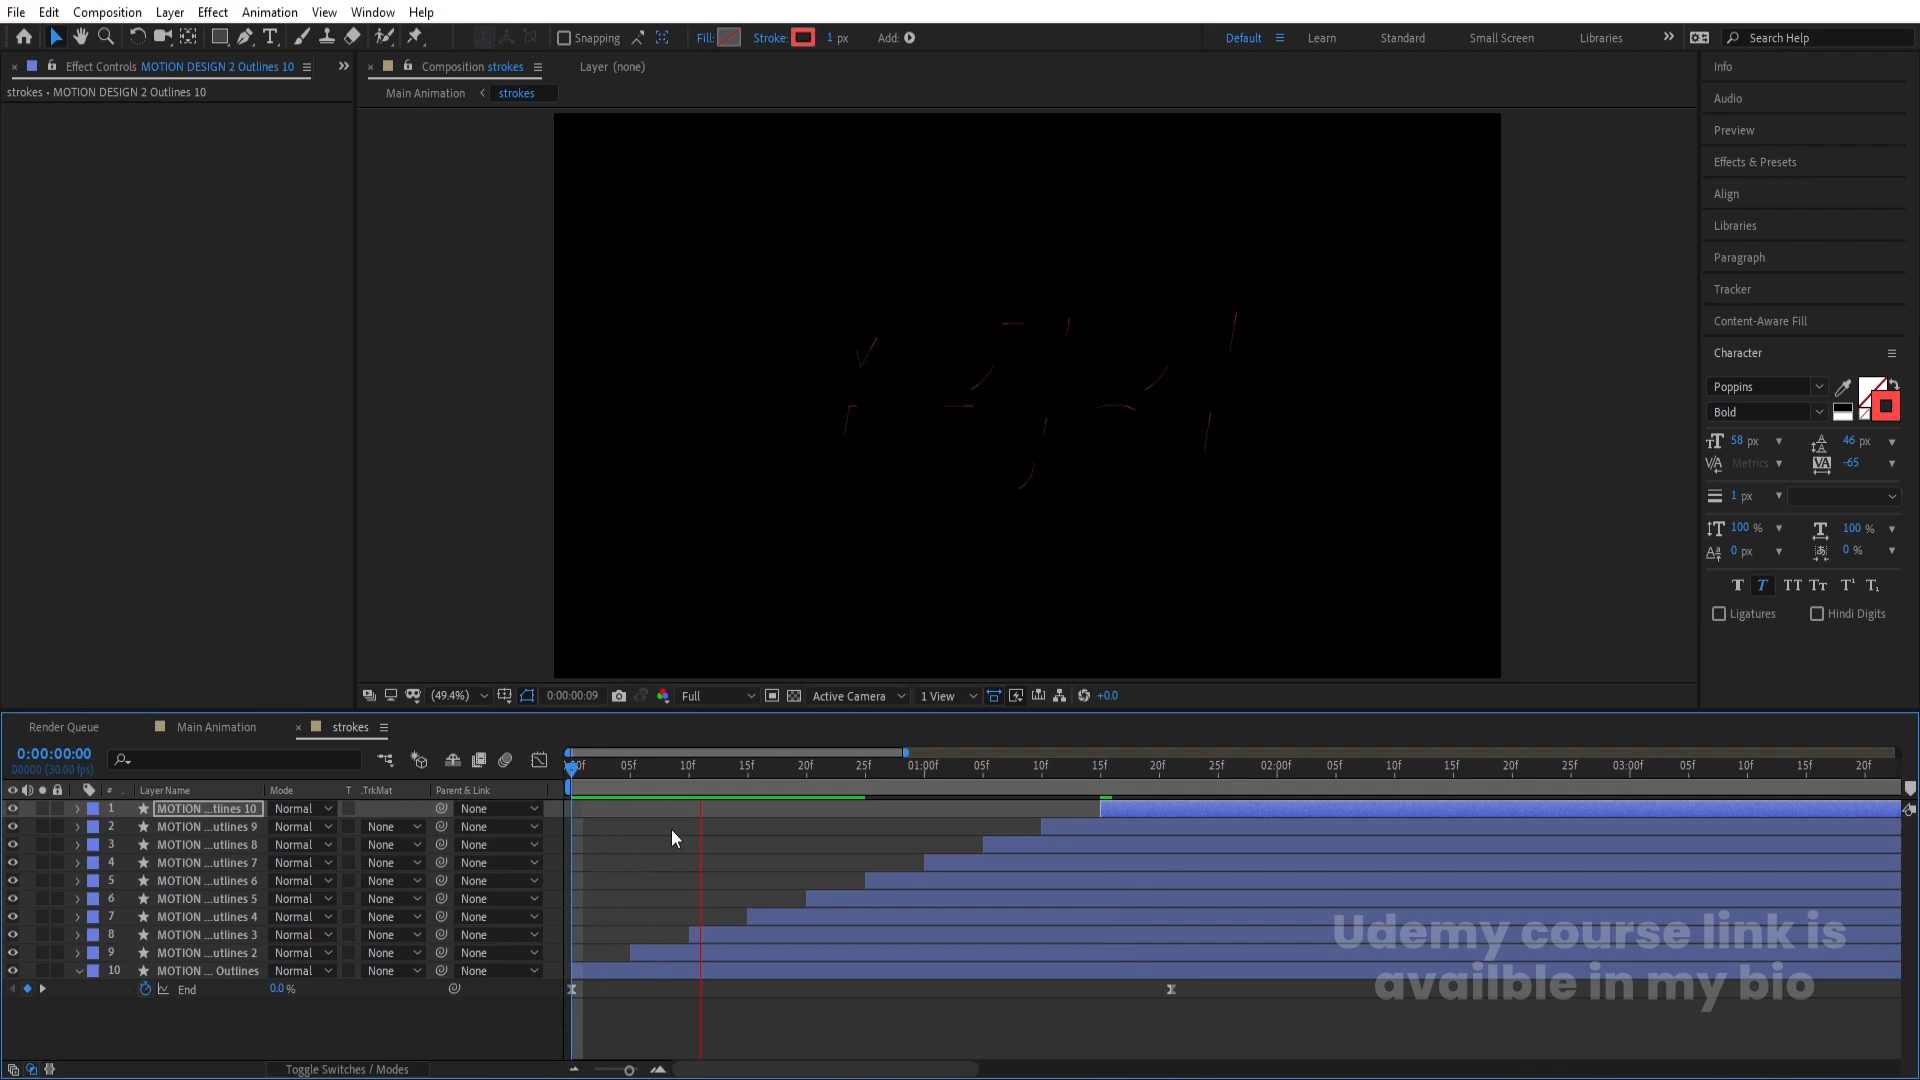 File Edit Composition Layer Effect Animation View Window Help
Snapping Fill: Stroke: 1 px Add: Default Learn Standard Small Screen Libraries Search Help
Effect Controls MOTION DESIGN 2 Outlines 10
Composition strokes Layer (none)
strokes • MOTION DESIGN 2 Outlines 10
Main Animation strokes
Info
Audio
Preview
Effects & Presets
Align
Libraries
Paragraph
Tracker
Content-Aware Fill
Character
Poppins
Bold
58 px 46 px
Metrics -65
1 px
100 % 100 %
0 px 0 %
Ligatures Hindi Digits
(49.4%) 0:00:00:09 Full Active Camera 1 View +0.0
Render Queue Main Animation strokes
0:00:00:00
00000 (30.00 fps)
05f 10f 15f 20f 25f 01:00f 05f 10f 15f 20f 25f 02:00f 05f 10f 15f 20f 25f 03:00f 05f 10f 15f 20f
# Layer Name Mode T .TrkMat Parent & Link
1 MOTION ...tlines 10 Normal None
2 MOTION ...utlines 9 Normal None None
3 MOTION ...utlines 8 Normal None None
4 MOTION ...utlines 7 Normal None None
5 MOTION ...utlines 6 Normal None None
6 MOTION ...utlines 5 Normal None None
7 MOTION ...utlines 4 Normal None None
8 MOTION ...utlines 3 Normal None None
9 MOTION ...utlines 2 Normal None None
10 MOTION ... Outlines Normal None None
End 0.0 %
Udemy course link is
availble in my bio
Toggle Switches / Modes